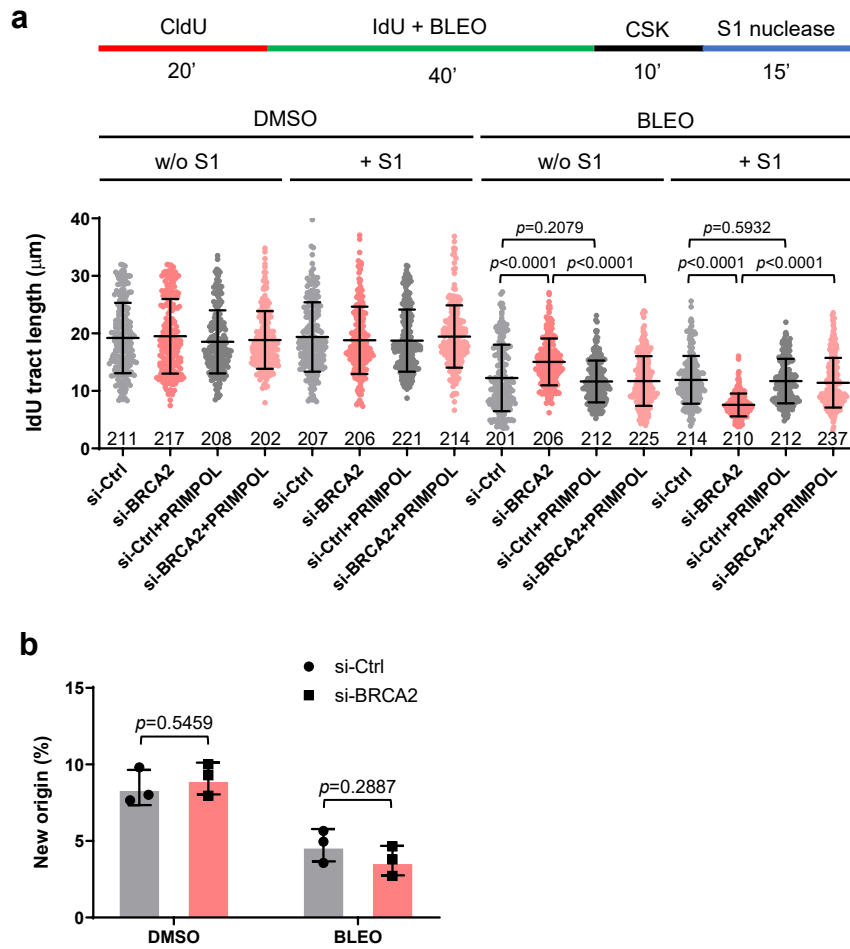 a
CldU IdU + BLEO CSK S1 nuclease
20’ 40’ 10’ 15’
DMSO BLEO
w/o S1 + S1 w/o S1 + S1
IdU tract length (μm)
40
30
20
10
0
p=0.2079 p=0.5932
p<0.0001 p<0.0001 p<0.0001 p<0.0001
211 217 208 202 207 206 221 214 201 206 212 225 214 210 212 237
si-Ctrl
si-BRCA2
si-Ctrl+PRIMPOL
si-BRCA2+PRIMPOL
si-Ctrl
si-BRCA2
si-Ctrl+PRIMPOL
si-BRCA2+PRIMPOL
si-Ctrl
si-BRCA2
si-Ctrl+PRIMPOL
si-BRCA2+PRIMPOL
si-Ctrl
si-BRCA2
si-Ctrl+PRIMPOL
si-BRCA2+PRIMPOL
b
si-Ctrl
si-BRCA2
New origin (%)
15
10
5
0
p=0.5459
p=0.2887
DMSO BLEO